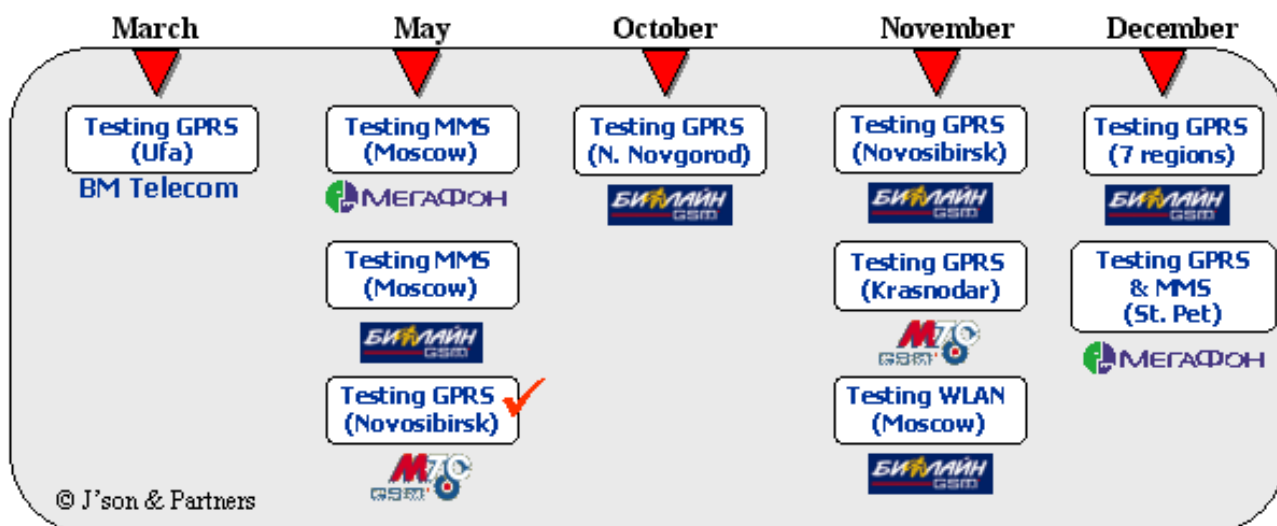 March
May
October
November
December
Testing GPRS
(Ufa)
BM Telecom
Testing MMS
(Moscow)
МЕГАФОН
Testing MMS
(Moscow)
БИЛАЙН
GSM
Testing GPRS
(Novosibirsk)
МТС
GSM
Testing GPRS
(N. Novgorod)
БИЛАЙН
GSM
Testing GPRS
(Novosibirsk)
БИЛАЙН
GSM
Testing GPRS
(Krasnodar)
МТС
GSM
Testing WLAN
(Moscow)
БИЛАЙН
GSM
Testing GPRS
(7 regions)
БИЛАЙН
GSM
Testing GPRS
& MMS
(St. Pet)
МЕГАФОН
© J'son & Partners